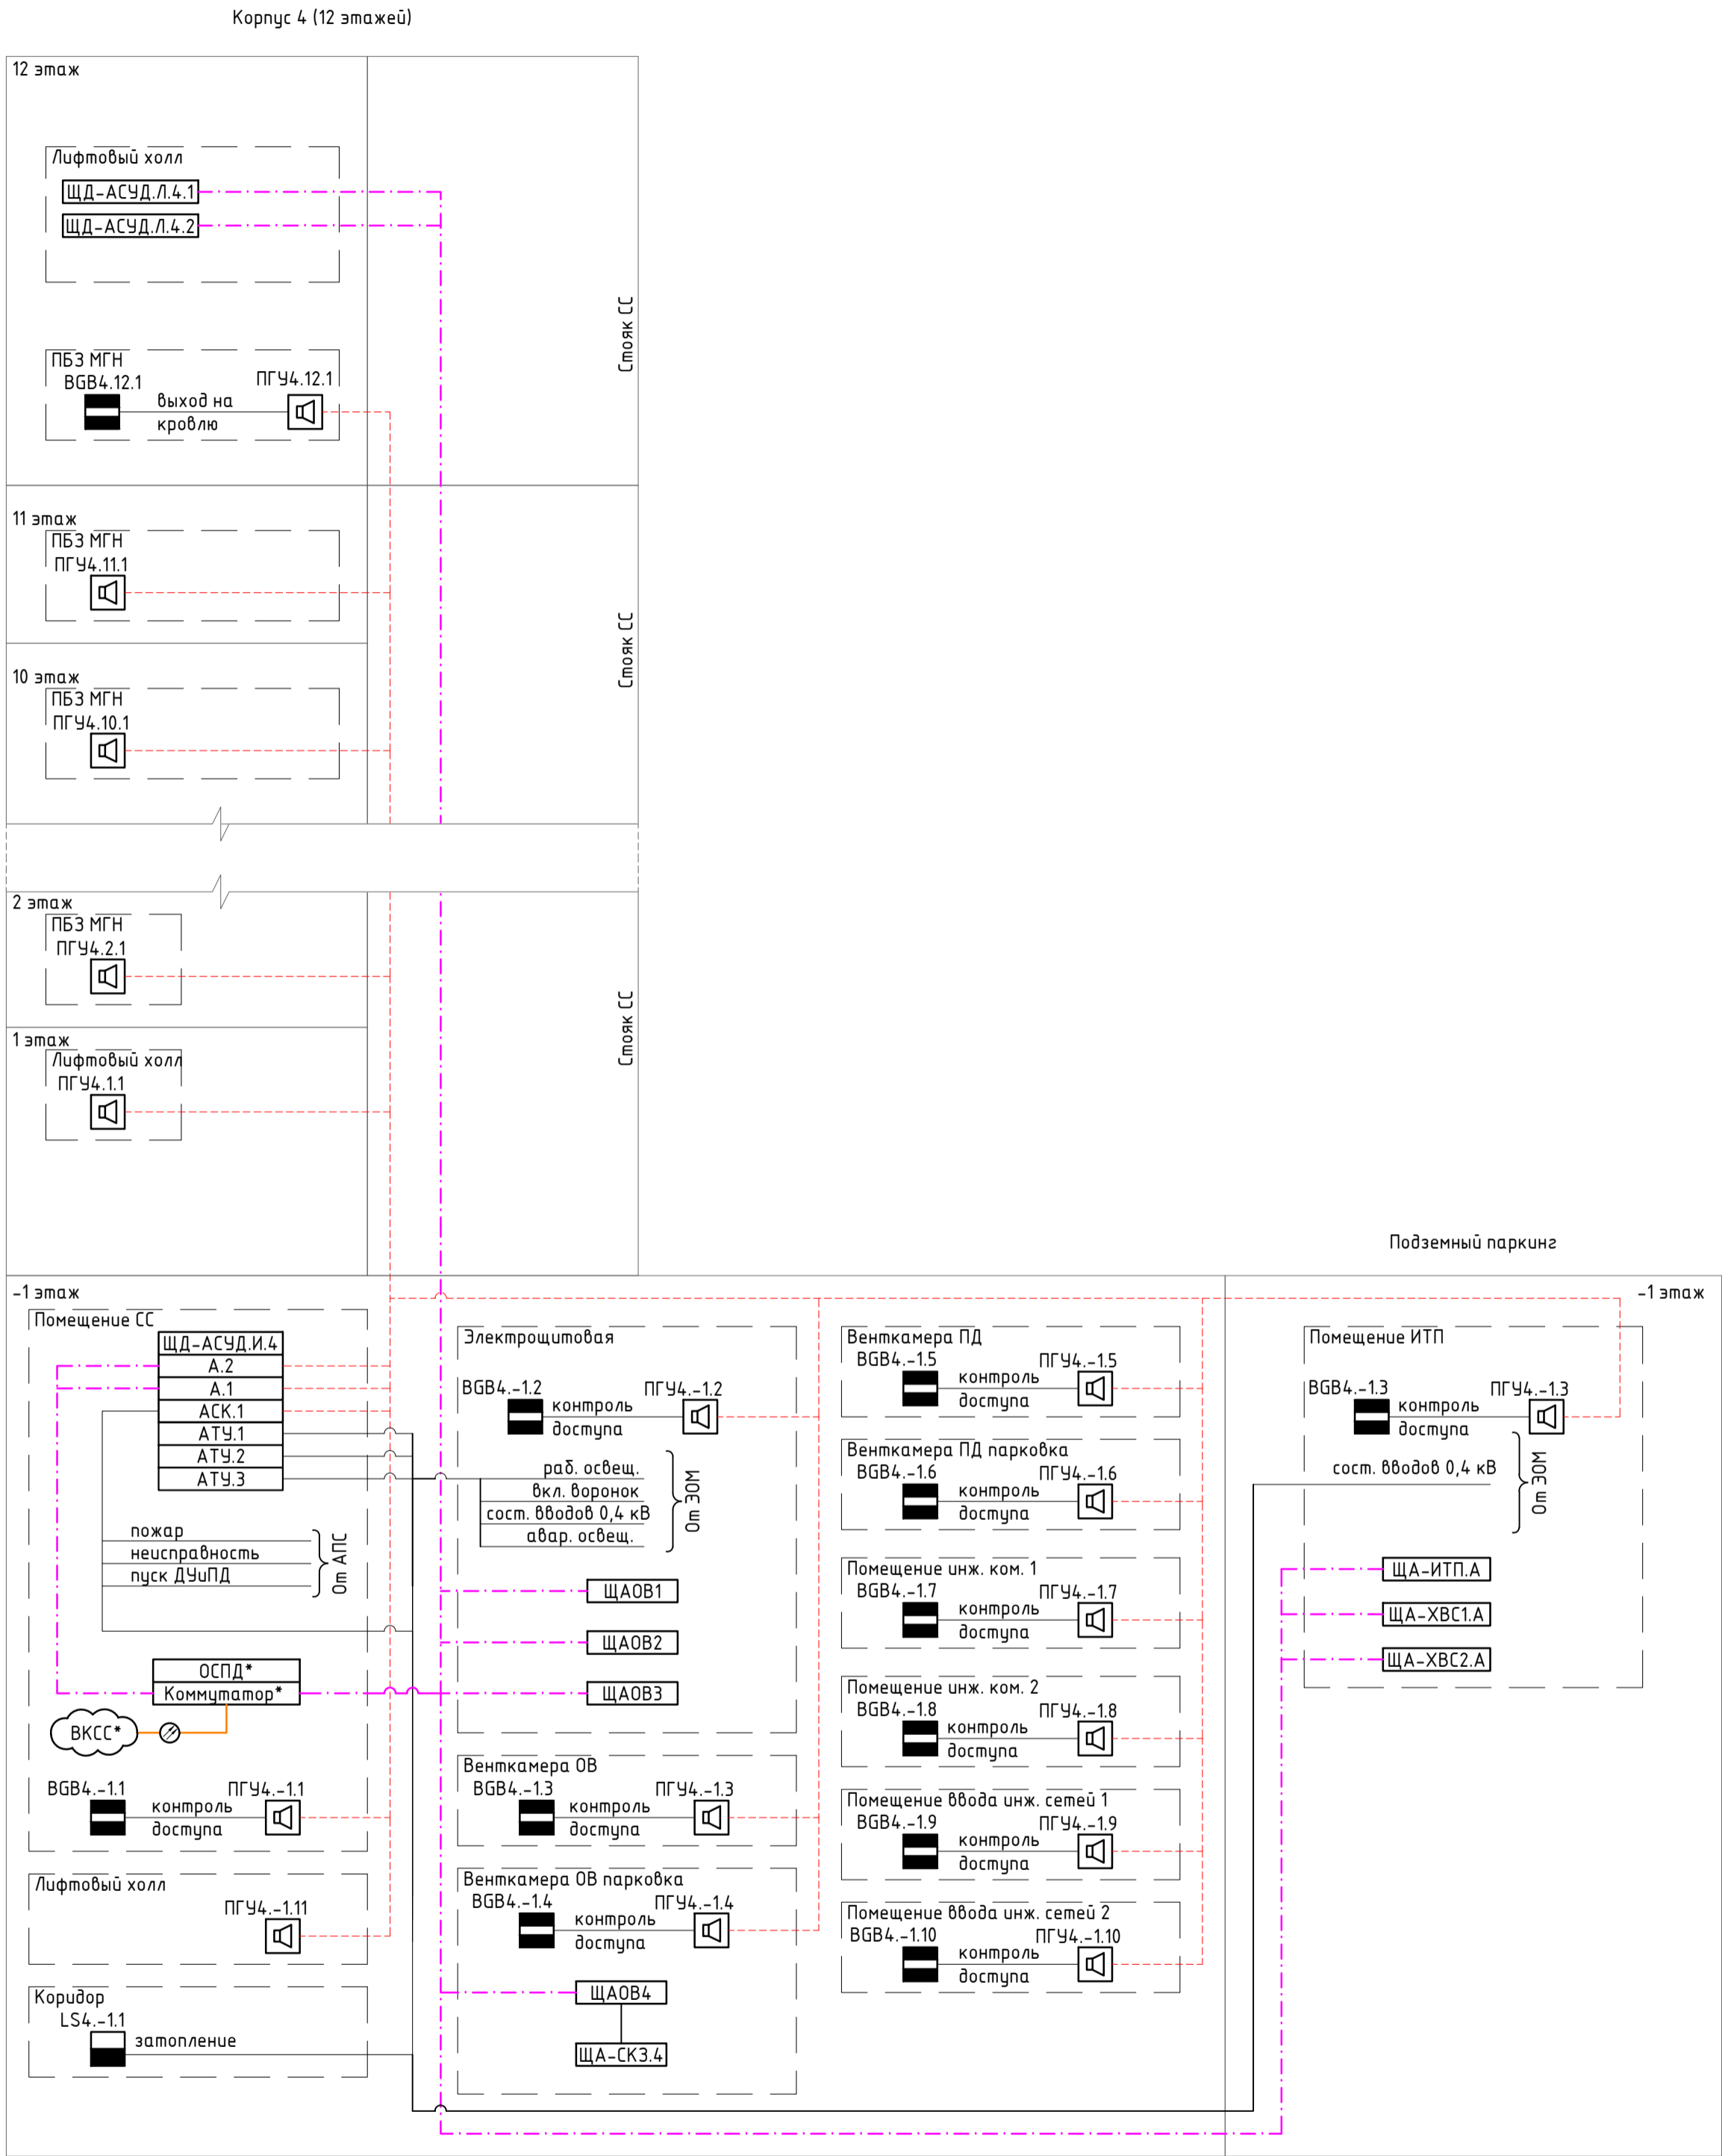 Корпус 4 (12 этажей)
12 этаж
Лифтовый холл
ЩД-АСУД.Л.4.1
ЩД-АСУД.Л.4.2
Стояк СС
ПБЗ МГН
BGB4.12.1
ПГУ4.12.1
выход на
кровлю
11 этаж
ПБЗ МГН
ПГУ4.11.1
Стояк СС
10 этаж
ПБЗ МГН
ПГУ4.10.1
2 этаж
ПБЗ МГН
ПГУ4.2.1
Стояк СС
1 этаж
Лифтовый холл
ПГУ4.1.1
Подземный паркинг
-1 этаж
Помещение СС
ЩД-АСУД.И.4
А.2
А.1
АСК.1
АТУ.1
АТУ.2
АТУ.3
пожар
неисправность
пуск ДУиПД
От АПС
ОСПД*
Коммутатор*
ВКСС*
BGB4.-1.1
ПГУ4.-1.1
контроль
доступа
Лифтовый холл
ПГУ4.-1.11
Коридор
LS4.-1.1
затопление
Электрощитовая
BGB4.-1.2
ПГУ4.-1.2
контроль
доступа
раб. освещ.
вкл. воронок
сост. вводов 0,4 кВ
авар. освещ.
От ЭОМ
ЩАОВ1
ЩАОВ2
ЩАОВ3
Венткамера ОВ
BGB4.-1.3
ПГУ4.-1.3
контроль
доступа
Венткамера ОВ парковка
BGB4.-1.4
ПГУ4.-1.4
контроль
доступа
ЩАОВ4
ЩА-СКЗ.4
Венткамера ПД
BGB4.-1.5
ПГУ4.-1.5
контроль
доступа
Венткамера ПД парковка
BGB4.-1.6
ПГУ4.-1.6
контроль
доступа
Помещение инж. ком. 1
BGB4.-1.7
ПГУ4.-1.7
контроль
доступа
Помещение инж. ком. 2
BGB4.-1.8
ПГУ4.-1.8
контроль
доступа
Помещение ввода инж. сетей 1
BGB4.-1.9
ПГУ4.-1.9
контроль
доступа
Помещение ввода инж. сетей 2
BGB4.-1.10
ПГУ4.-1.10
контроль
доступа
-1 этаж
Помещение ИТП
BGB4.-1.3
ПГУ4.-1.3
контроль
доступа
сост. вводов 0,4 кВ
От ЭОМ
ЩА-ИТП.А
ЩА-ХВС1.А
ЩА-ХВС2.А